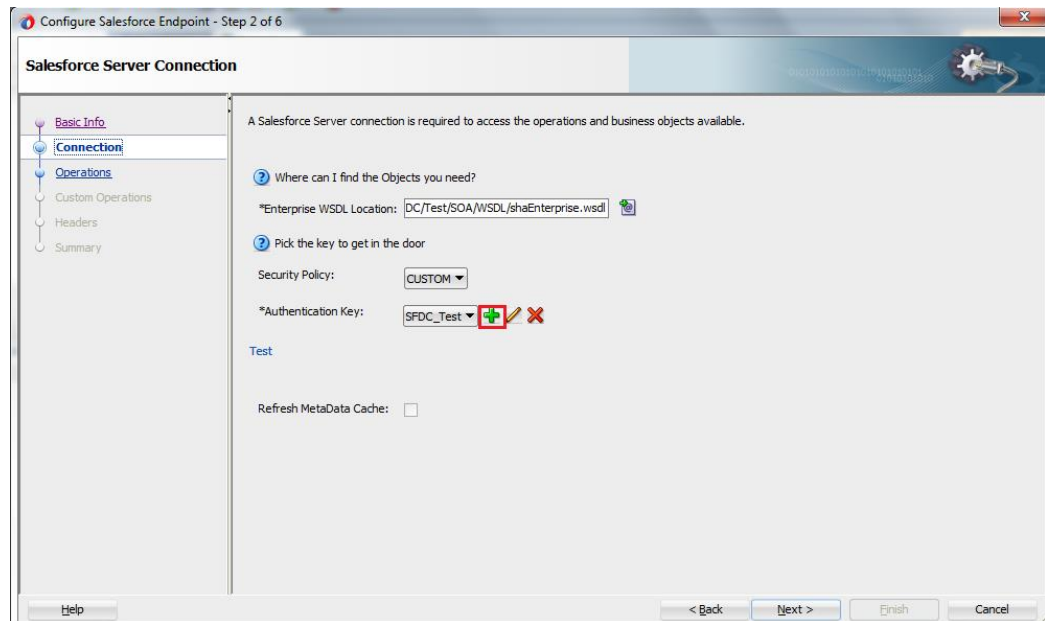 Configure Salesforce Endpoint - Step 2 of 6
Salesforce Server Connection
Basic Info
Connection
Operations
Custom Operations
Headers
Summary
A Salesforce Server connection is required to access the operations and business objects available.
Where can I find the Objects you need?
*Enterprise WSDL Location: DC/Test/SOA/WSDL/shaEnterprise.wsdl
Pick the key to get in the door
Security Policy: CUSTOM
*Authentication Key: SFDC_Test
Test
Refresh MetaData Cache:
Help
< Back
Next >
Finish
Cancel